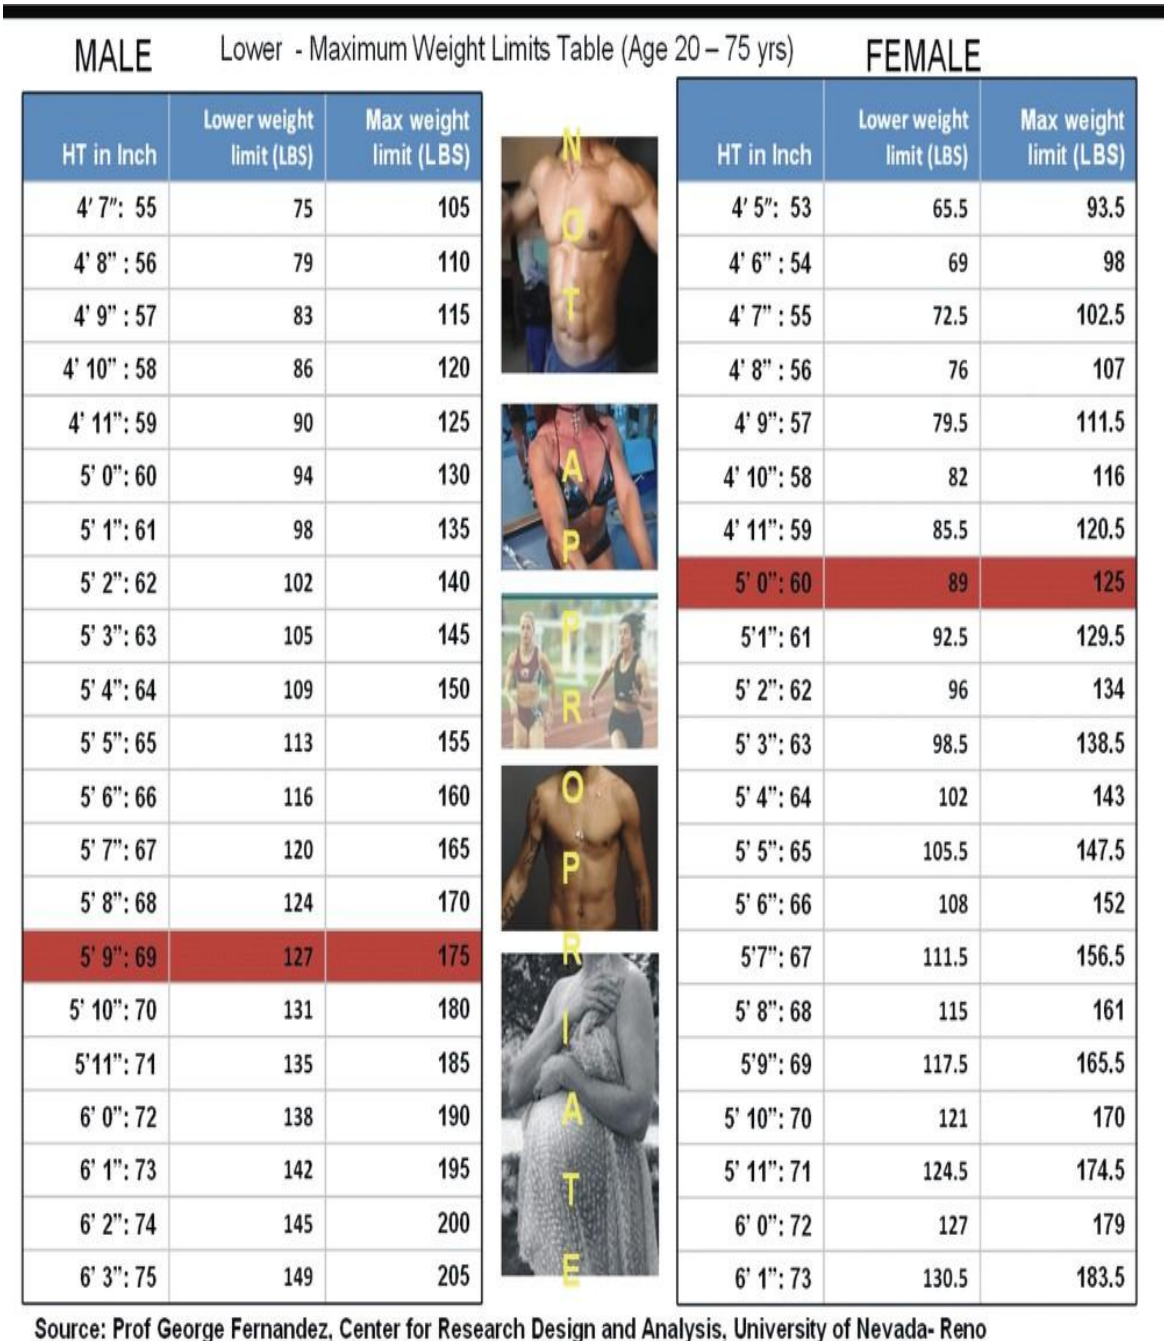 MALE
Lower - Maximum Weight Limits Table (Age 20 – 75 yrs)
FEMALE
HT in Inch Lower weight limit (LBS) Max weight limit (LBS)
4' 7": 55 75 105
4' 8" : 56 79 110
4' 9" : 57 83 115
4' 10" : 58 86 120
4' 11": 59 90 125
5' 0": 60 94 130
5' 1": 61 98 135
5' 2": 62 102 140
5' 3": 63 105 145
5' 4": 64 109 150
5' 5": 65 113 155
5' 6": 66 116 160
5' 7": 67 120 165
5' 8": 68 124 170
5' 9": 69 127 175
5' 10": 70 131 180
5'11": 71 135 185
6' 0": 72 138 190
6' 1": 73 142 195
6' 2": 74 145 200
6' 3": 75 149 205
NOT APPROPRIATE
HT in Inch Lower weight limit (LBS) Max weight limit (LBS)
4' 5": 53 65.5 93.5
4' 6" : 54 69 98
4' 7" : 55 72.5 102.5
4' 8" : 56 76 107
4' 9": 57 79.5 111.5
4' 10": 58 82 116
4' 11": 59 85.5 120.5
5' 0": 60 89 125
5'1": 61 92.5 129.5
5' 2": 62 96 134
5' 3": 63 98.5 138.5
5' 4": 64 102 143
5' 5": 65 105.5 147.5
5' 6": 66 108 152
5'7": 67 111.5 156.5
5' 8": 68 115 161
5'9": 69 117.5 165.5
5' 10": 70 121 170
5' 11": 71 124.5 174.5
6' 0": 72 127 179
6' 1": 73 130.5 183.5
Source: Prof George Fernandez, Center for Research Design and Analysis, University of Nevada- Reno